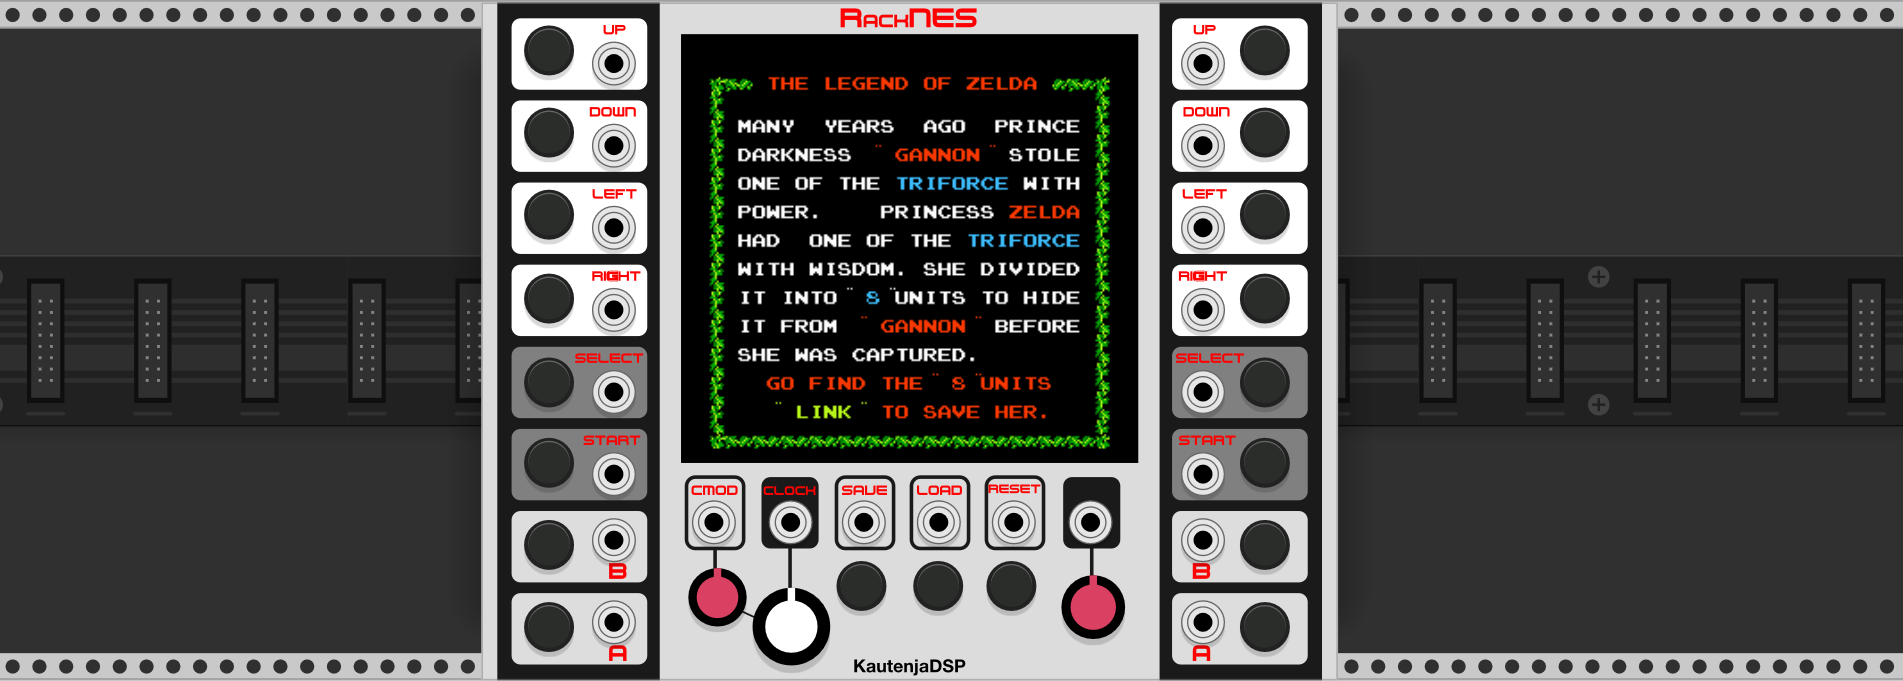 RackNES
UP
DOWN
LEFT
RIGHT
SELECT
START
B
A
THE LEGEND OF ZELDA
MANY YEARS AGO PRINCE
DARKNESS "GANNON" STOLE
ONE OF THE TRIFORCE WITH
POWER. PRINCESS ZELDA
HAD ONE OF THE TRIFORCE
WITH WISDOM. SHE DIVIDED
IT INTO "8"UNITS TO HIDE
IT FROM "GANNON" BEFORE
SHE WAS CAPTURED.
GO FIND THE "8"UNITS
"LINK" TO SAVE HER.
CMOD
CLOCK
SAVE
LOAD
RESET
KautenjaDSP
UP
DOWN
LEFT
RIGHT
SELECT
START
B
A